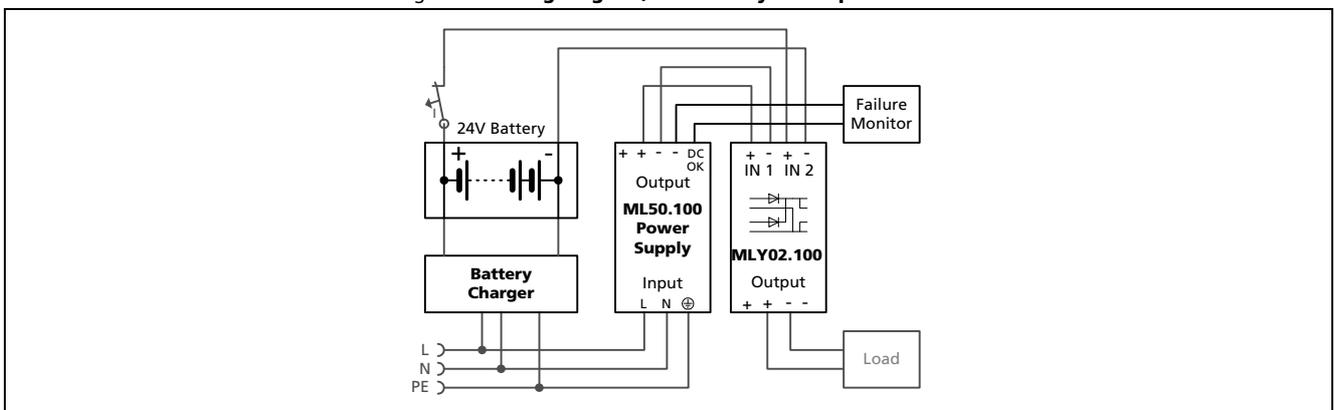 Failure
Monitor
24V Battery
+ -
+ + - - DC
OK
Output
ML50.100
Power
Supply
Input
L N
+ - + -
IN 1 IN 2
MLY02.100
Output
+ + - -
Battery
Charger
L
N
PE
Load